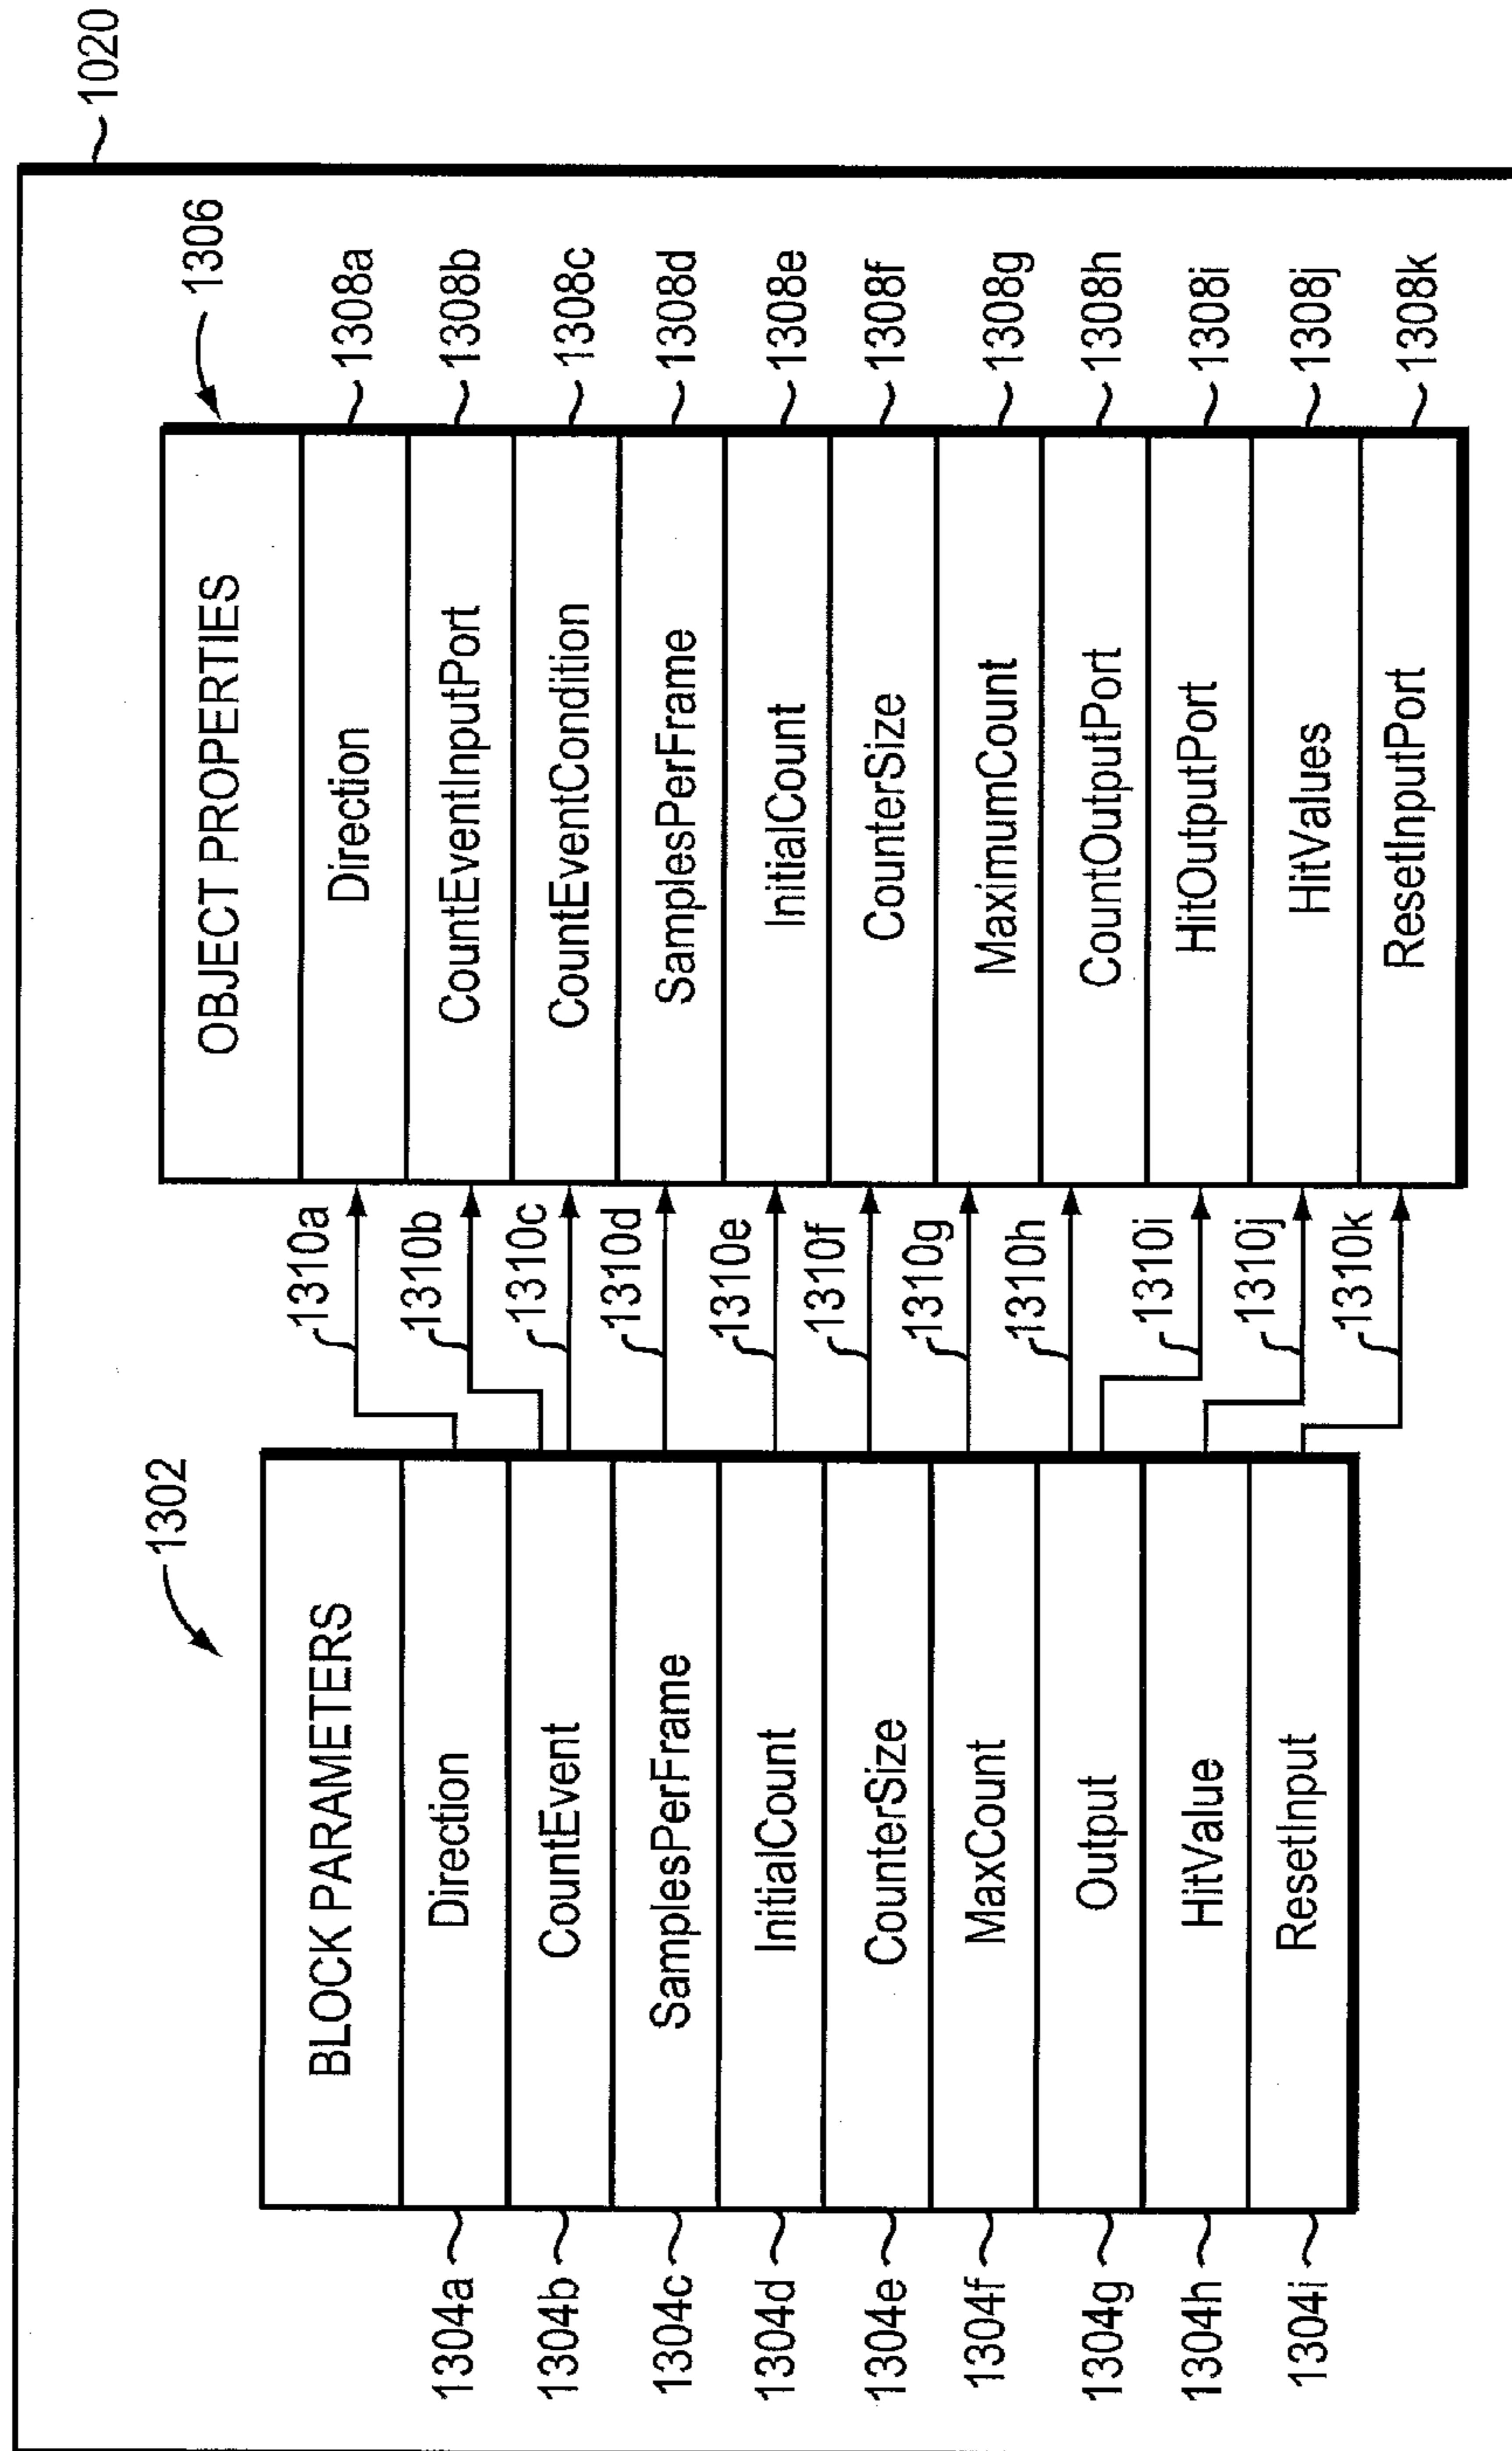 1020
1302
1306
BLOCK PARAMETERS
1304a
Direction
1304b
CountEvent
1304c
SamplesPerFrame
1304d
InitialCount
1304e
CounterSize
1304f
MaxCount
1304g
Output
1304h
HitValue
1304i
ResetInput
1310a
1310b
1310c
1310d
1310e
1310f
1310g
1310h
1310i
1310j
1310k
OBJECT PROPERTIES
Direction
1308a
CountEventInputPort
1308b
CountEventCondition
1308c
SamplesPerFrame
1308d
InitialCount
1308e
CounterSize
1308f
MaximumCount
1308g
CountOutputPort
1308h
HitOutputPort
1308i
HitValues
1308j
ResetInputPort
1308k